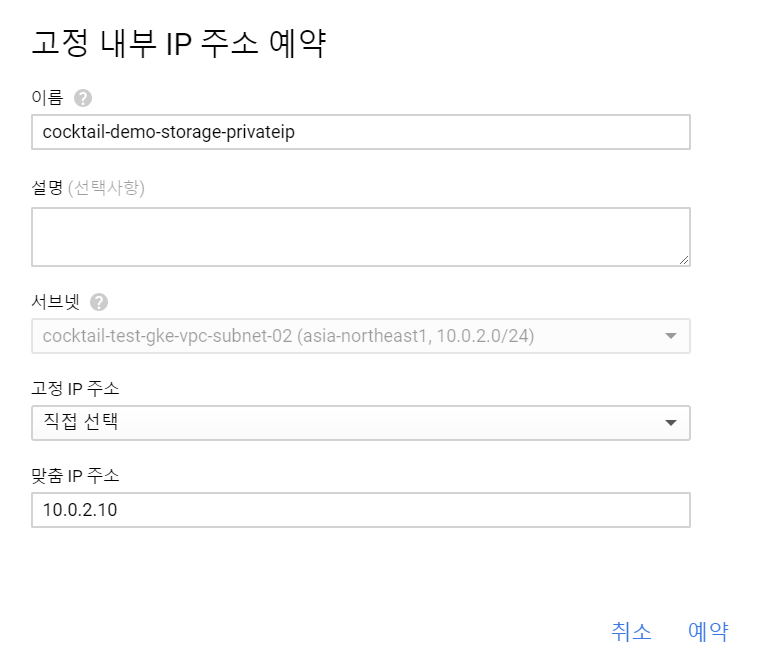 고정 내부 IP 주소 예약
이름 ?
cocktail-demo-storage-privateip
설명 (선택사항)
서브넷 ?
cocktail-test-gke-vpc-subnet-02 (asia-northeast1, 10.0.2.0/24)
고정 IP 주소
직접 선택
맞춤 IP 주소
10.0.2.10
취소 예약